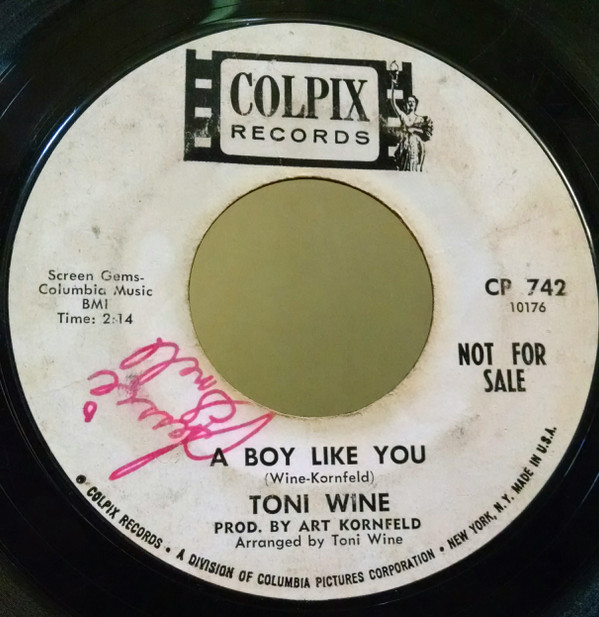 COLPIX
RECORDS
Screen Gems-
Columbia Music
BMI
Time: 2:14
CP 742
10176
NOT FOR
SALE
A BOY LIKE YOU
(Wine-Kornfeld)
TONI WINE
PROD. BY ART KORNFELD
Arranged by Toni Wine
• COLPIX RECORDS • A DIVISION OF COLUMBIA PICTURES CORPORATION • NEW YORK, N.Y. MADE IN U.S.A.